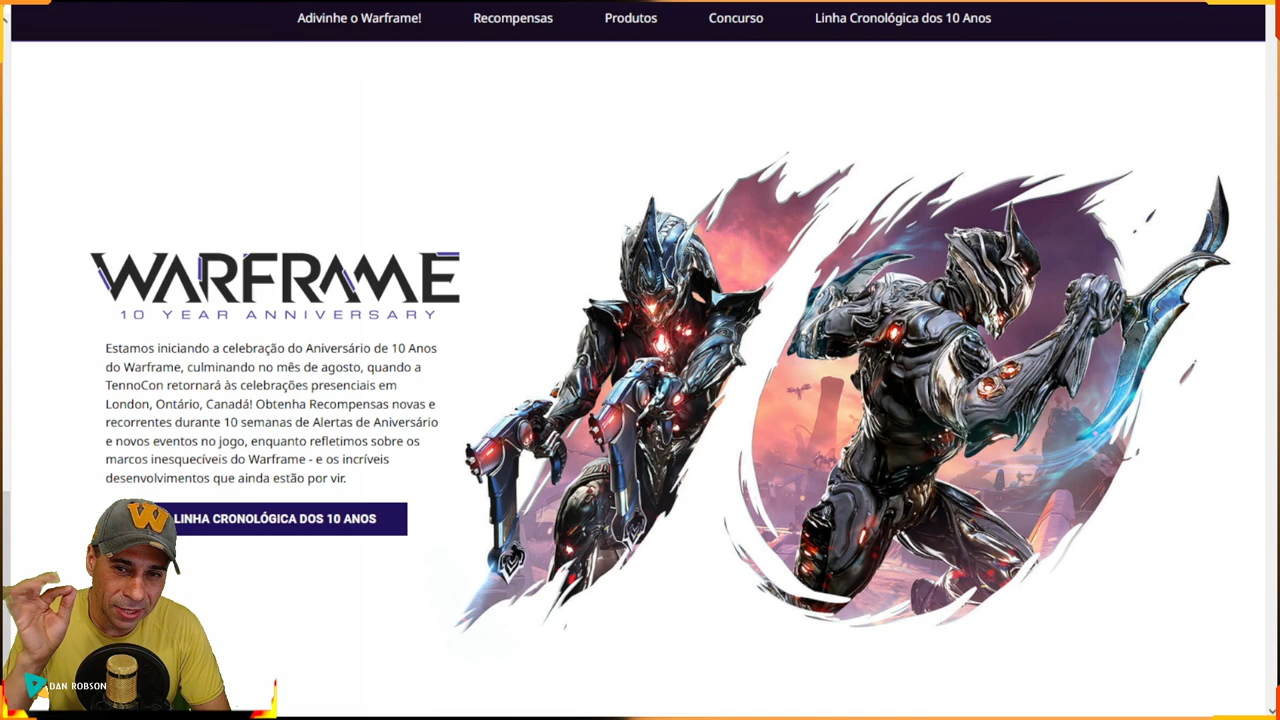 Adivinhe o Warframe! Recompensas Produtos Concurso Linha Cronológica dos 10 Anos
WARFRAME
10 YEAR ANNIVERSARY
Estamos iniciando a celebração do Aniversário de 10 Anos
do Warframe, culminando no mês de agosto, quando a
TennoCon retornará às celebrações presenciais em
London, Ontário, Canadá! Obtenha Recompensas novas e
recorrentes durante 10 semanas de Alertas de Aniversário
e novos eventos no jogo, enquanto refletimos sobre os
marcos inesquecíveis do Warframe - e os incríveis
desenvolvimentos que ainda estão por vir.
LINHA CRONOLÓGICA DOS 10 ANOS
W
DAN ROBSON